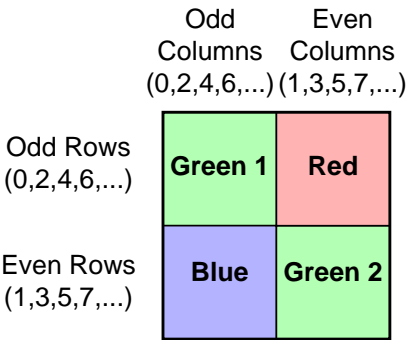 Odd Even
Columns Columns
(0,2,4,6,...) (1,3,5,7,...)
Odd Rows
(0,2,4,6,...)
Green 1 Red
Even Rows
(1,3,5,7,...)
Blue Green 2